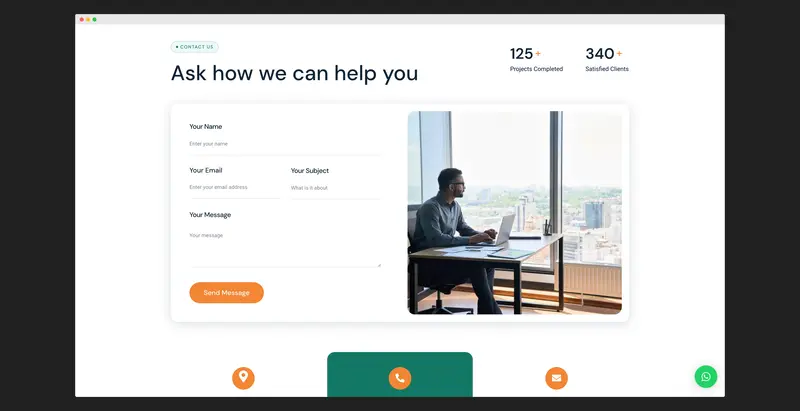 CONTACT US
Ask how we can help you
125+
Projects Completed
340+
Satisfied Clients
Your Name
Enter your name
Your Email
Enter your email address
Your Subject
What is it about
Your Message
Your message
Send Message